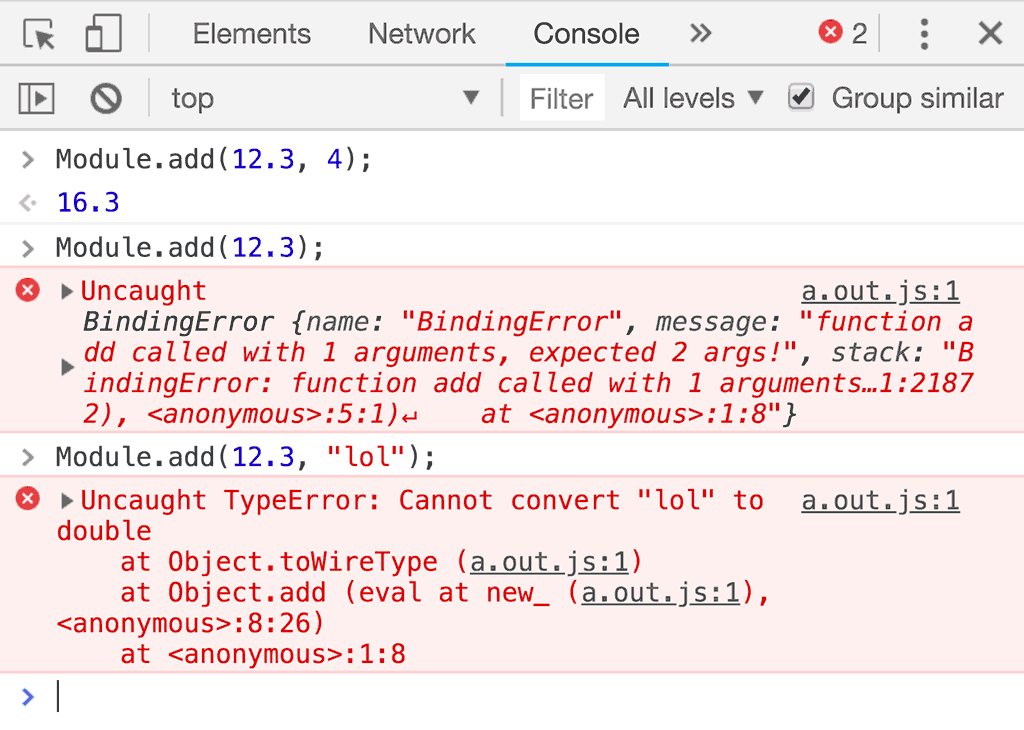 Elements Network Console » 2
top ▼ Filter All levels ▼ Group similar
> Module.add(12.3, 4);
16.3
> Module.add(12.3);
Uncaught a.out.js:1
BindingError {name: "BindingError", message: "function a
dd called with 1 arguments, expected 2 args!", stack: "B
indingError: function add called with 1 arguments…1:2187
2), <anonymous>:5:1)↵    at <anonymous>:1:8"}
> Module.add(12.3, "lol");
Uncaught TypeError: Cannot convert "lol" to a.out.js:1
double
    at Object.toWireType (a.out.js:1)
    at Object.add (eval at new_ (a.out.js:1),
<anonymous>:8:26)
    at <anonymous>:1:8
>